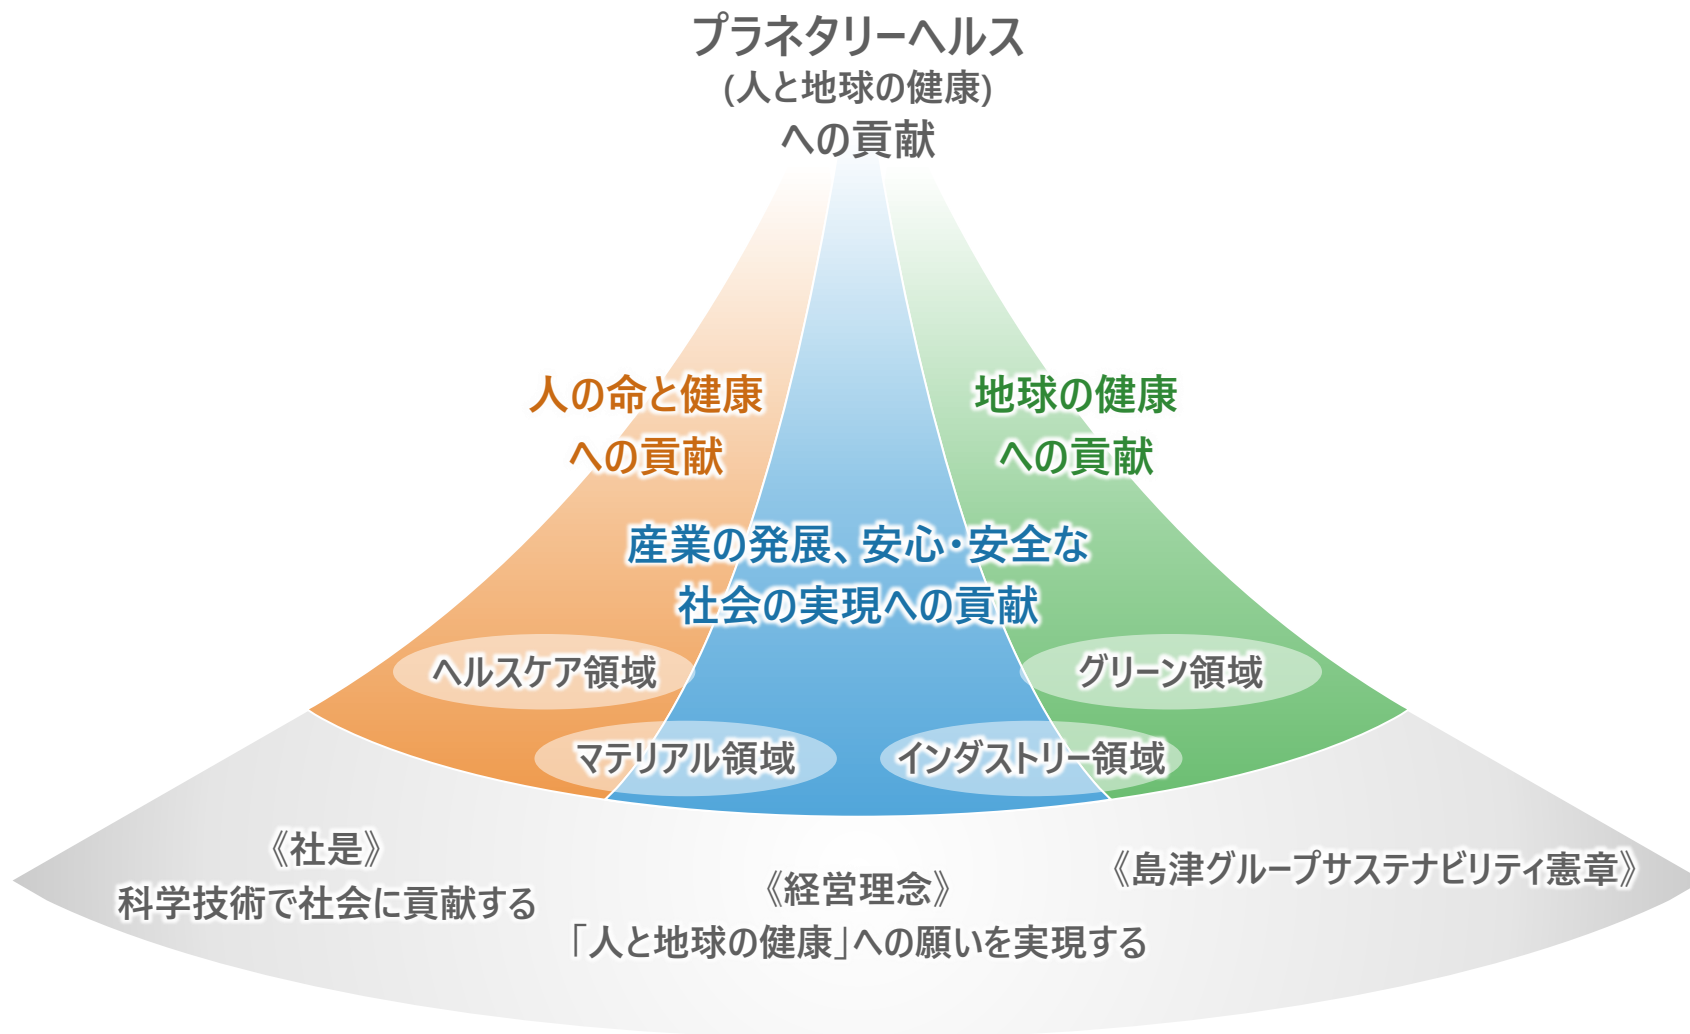 プラネタリーヘルス
(人と地球の健康)
への貢献
人の命と健康
への貢献
地球の健康
への貢献
産業の発展、安心・安全な
社会の実現への貢献
ヘルスケア領域
グリーン領域
マテリアル領域
インダストリー領域
《社是》
科学技術で社会に貢献する
《経営理念》
「人と地球の健康」への願いを実現する
《島津グループサステナビリティ憲章》